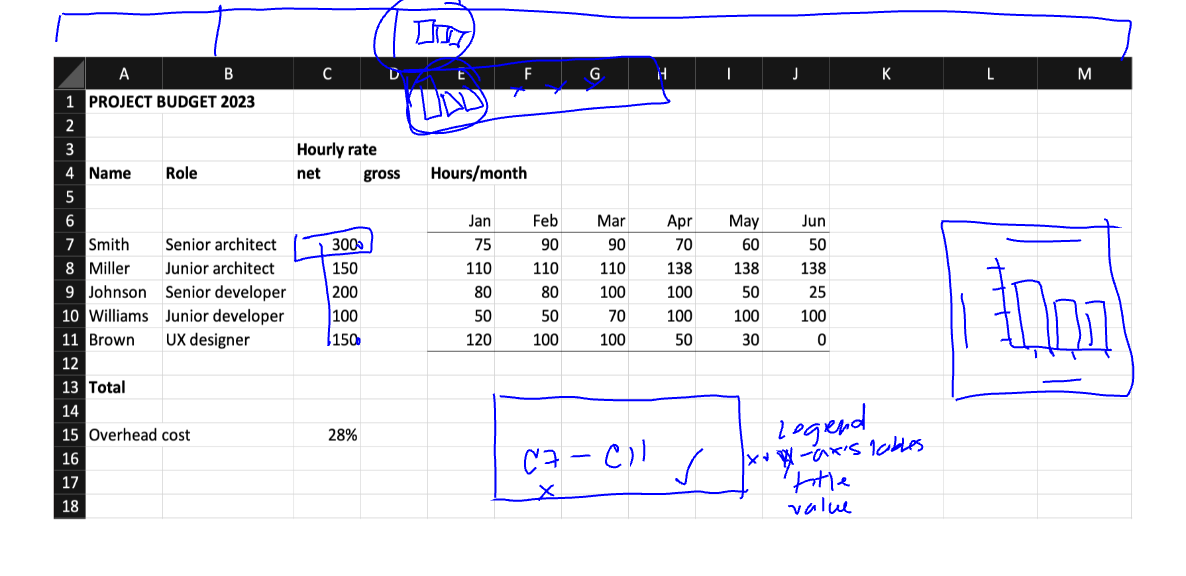 A B C D E F G H I J K L M
1 PROJECT BUDGET 2023
2
3 Hourly rate
4 Name Role net gross Hours/month
5
6 Jan Feb Mar Apr May Jun
7 Smith Senior architect 300 75 90 90 70 60 50
8 Miller Junior architect 150 110 110 110 138 138 138
9 Johnson Senior developer 200 80 80 100 100 50 25
10 Williams Junior developer 100 50 50 70 100 100 100
11 Brown UX designer 150 120 100 100 50 30 0
12
13 Total
14
15 Overhead cost 28%
16
17
18
C7 - C11 ✓
x
Legend
x + y-axis lables
title
value